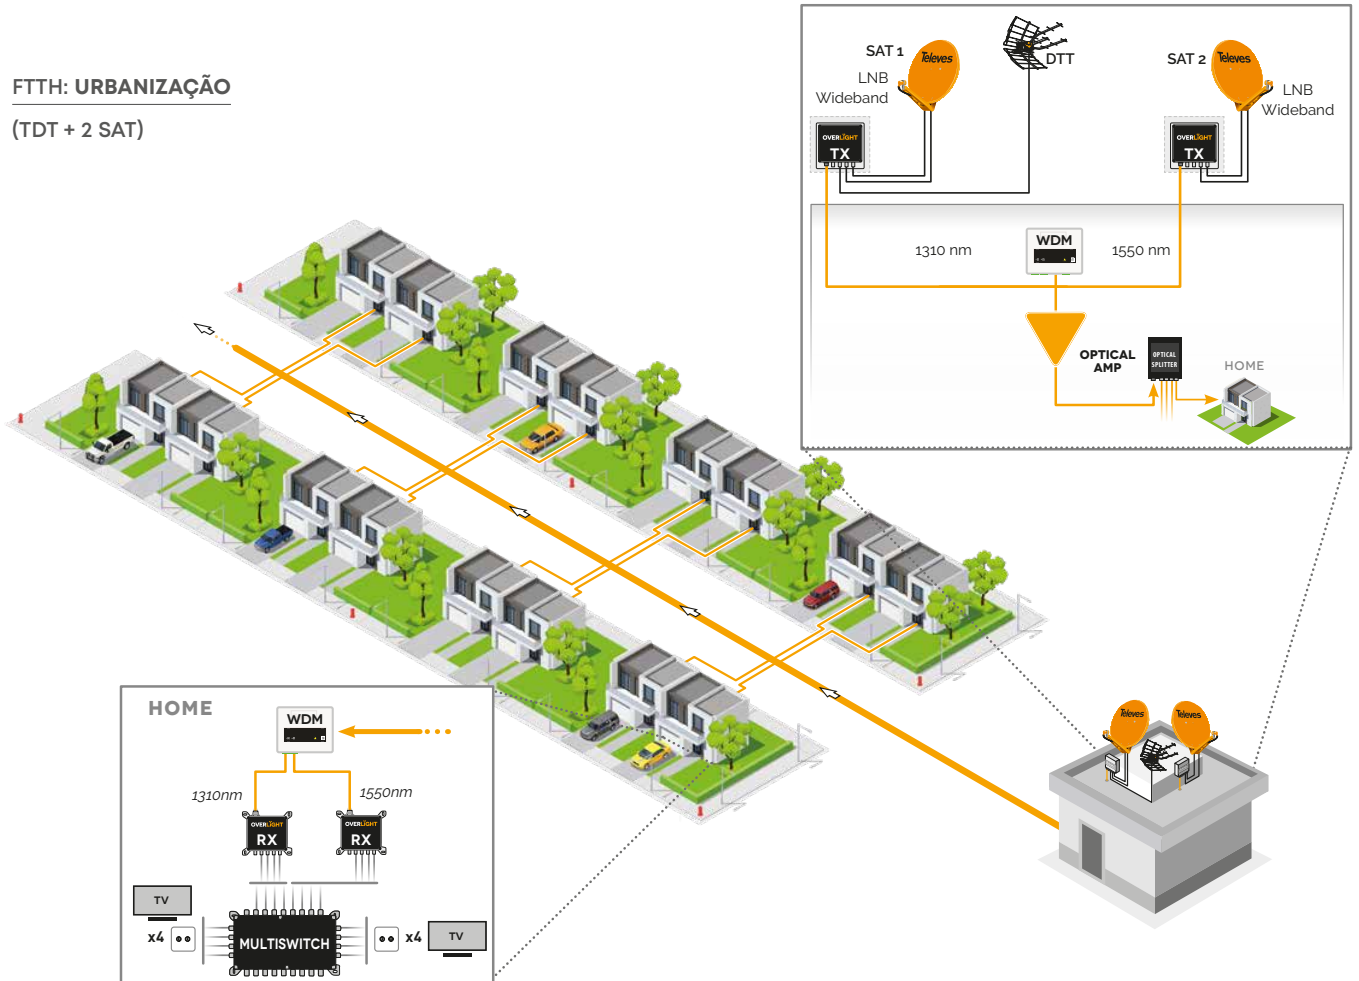 FTTH: URBANIZAÇÃO
(TDT + 2 SAT)
SAT 1
LNB
Wideband
Televes
DTT
SAT 2
Televes
LNB
Wideband
OVERLIGHT
TX
OVERLIGHT
TX
1310 nm
WDM
1550 nm
OPTICAL
AMP
OPTICAL
SPLITTER
HOME
Televes
Televes
HOME
WDM
1310nm
1550nm
OVERLIGHT
RX
OVERLIGHT
RX
TV
x4
MULTISWITCH
x4
TV